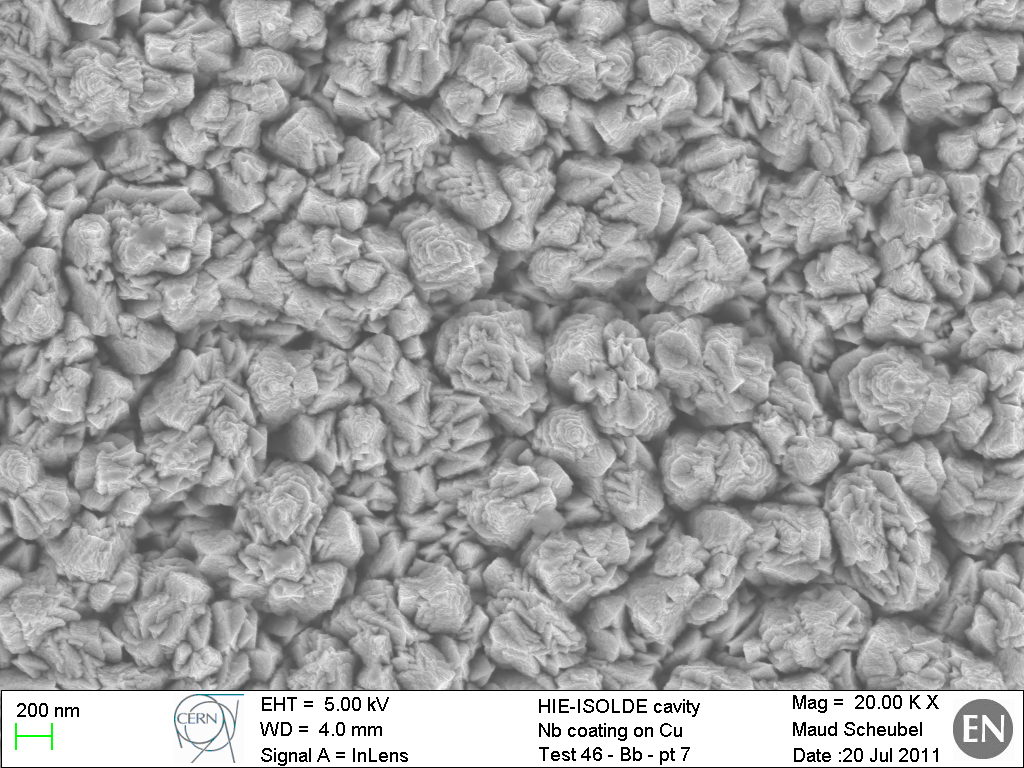 200 nm
CERN
EHT = 5.00 kV
WD = 4.0 mm
Signal A = InLens
HIE-ISOLDE cavity
Nb coating on Cu
Test 46 - Bb - pt 7
Mag = 20.00 K X
Maud Scheubel
Date :20 Jul 2011
EN